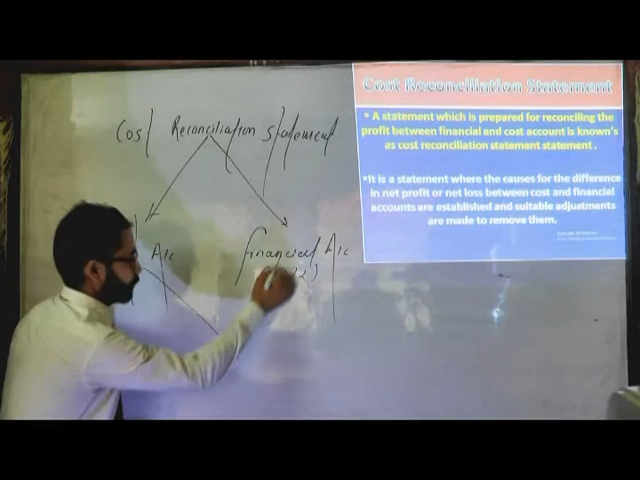 Cost Reconciliation Statement
A/c
financial A/c
Cost Reconciliation Statement
* A statement which is prepared for reconciling the
profit between financial and cost account is known's
as cost reconciliation statement statement .
*It is a statement where the causes for the difference
in net profit or net loss between cost and financial
accounts are established and suitable adjustments
are made to remove them.